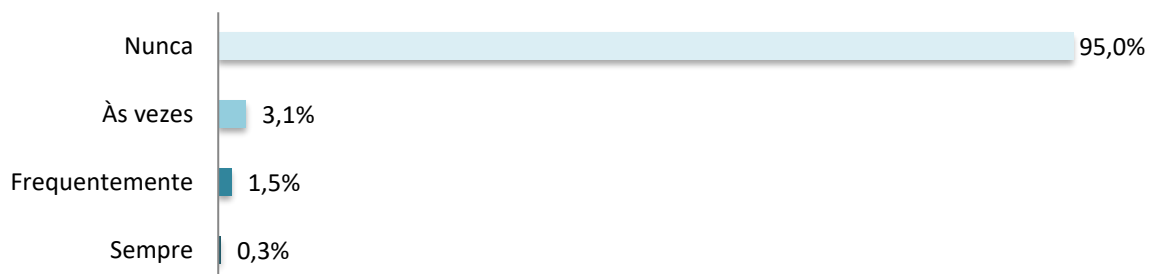 Nunca 95,0%
Às vezes 3,1%
Frequentemente 1,5%
Sempre 0,3%